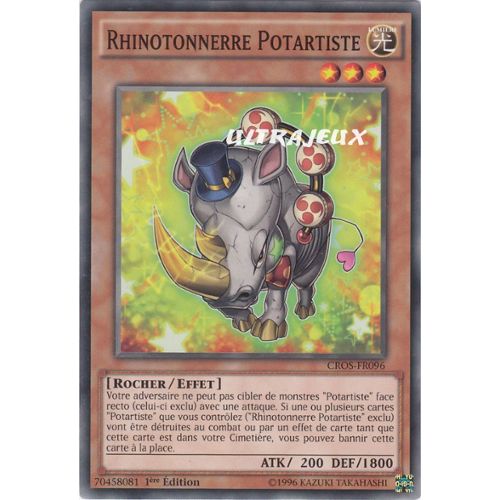 RHINOTONNERRE POTARTISTE
LUMIÈRE
光
ULTRAJEUX
CROS-FR096
[ROCHER/EFFET]
Votre adversaire ne peut pas cibler de monstres "Potartiste" face
recto (celui-ci exclu) avec une attaque. Si une ou plusieurs cartes
"Potartiste" que vous contrôlez ("Rhinotonnerre Potartiste" exclu)
vont être détruites au combat ou par un effet de carte tant que
cette carte est dans votre Cimetière, vous pouvez bannir cette
carte à la place.
ATK/ 200 DEF/1800
70458081 1ère Édition ©1996 KAZUKI TAKAHASHI